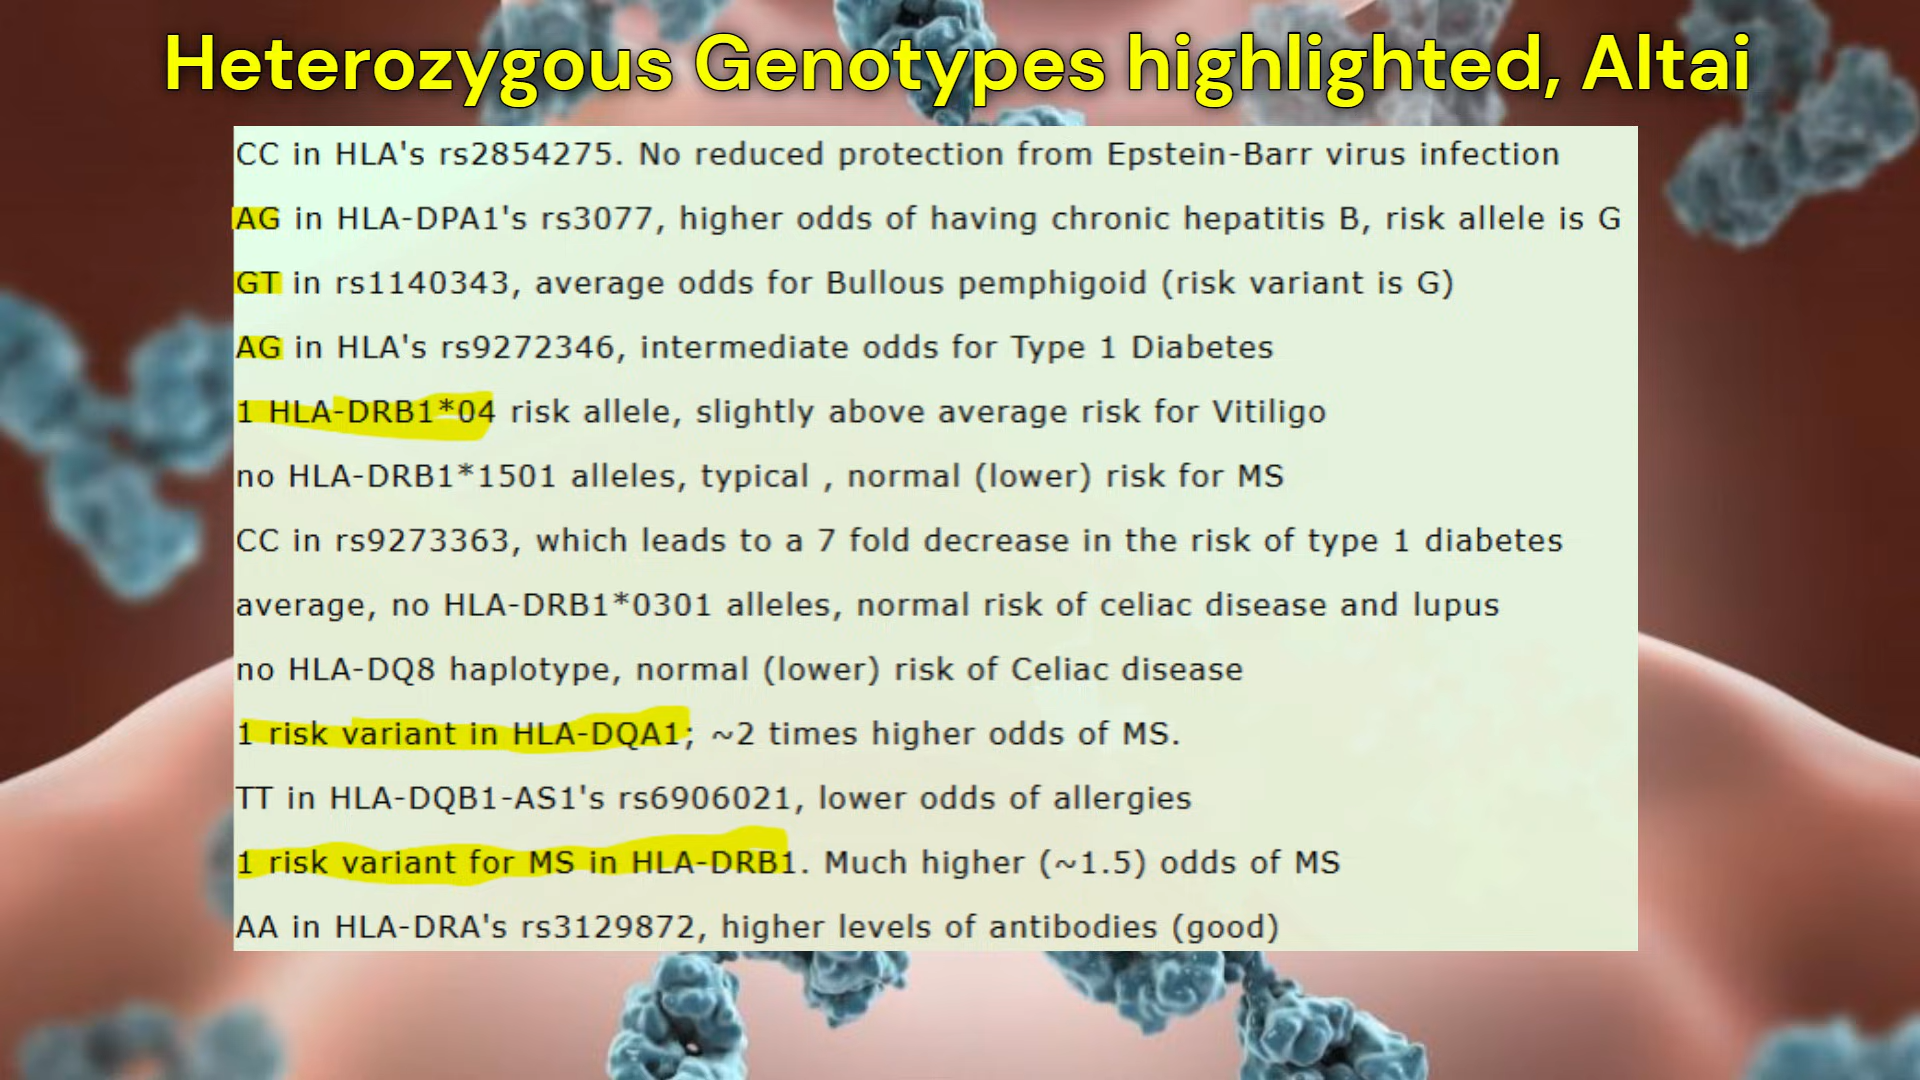 Heterozygous Genotypes highlighted, Altai
CC in HLA's rs2854275. No reduced protection from Epstein-Barr virus infection
AG in HLA-DPA1's rs3077, higher odds of having chronic hepatitis B, risk allele is G
GT in rs1140343, average odds for Bullous pemphigoid (risk variant is G)
AG in HLA's rs9272346, intermediate odds for Type 1 Diabetes
1 HLA-DRB1*04 risk allele, slightly above average risk for Vitiligo
no HLA-DRB1*1501 alleles, typical , normal (lower) risk for MS
CC in rs9273363, which leads to a 7 fold decrease in the risk of type 1 diabetes
average, no HLA-DRB1*0301 alleles, normal risk of celiac disease and lupus
no HLA-DQ8 haplotype, normal (lower) risk of Celiac disease
1 risk variant in HLA-DQA1; ~2 times higher odds of MS.
TT in HLA-DQB1-AS1's rs6906021, lower odds of allergies
1 risk variant for MS in HLA-DRB1. Much higher (~1.5) odds of MS
AA in HLA-DRA's rs3129872, higher levels of antibodies (good)